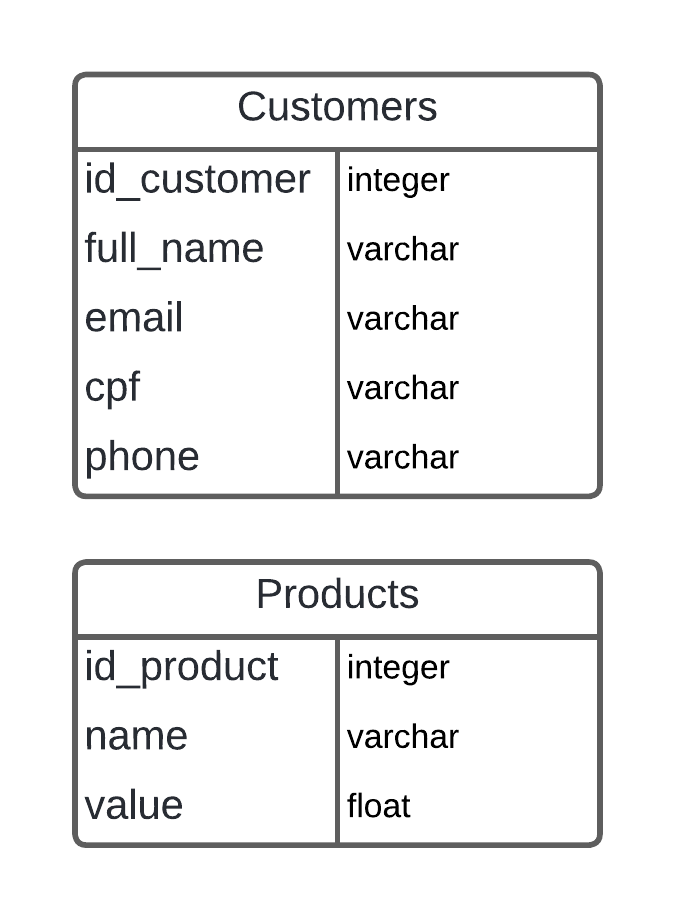 Customers
id_customer integer
full_name varchar
email varchar
cpf varchar
phone varchar
Products
id_product integer
name varchar
value float